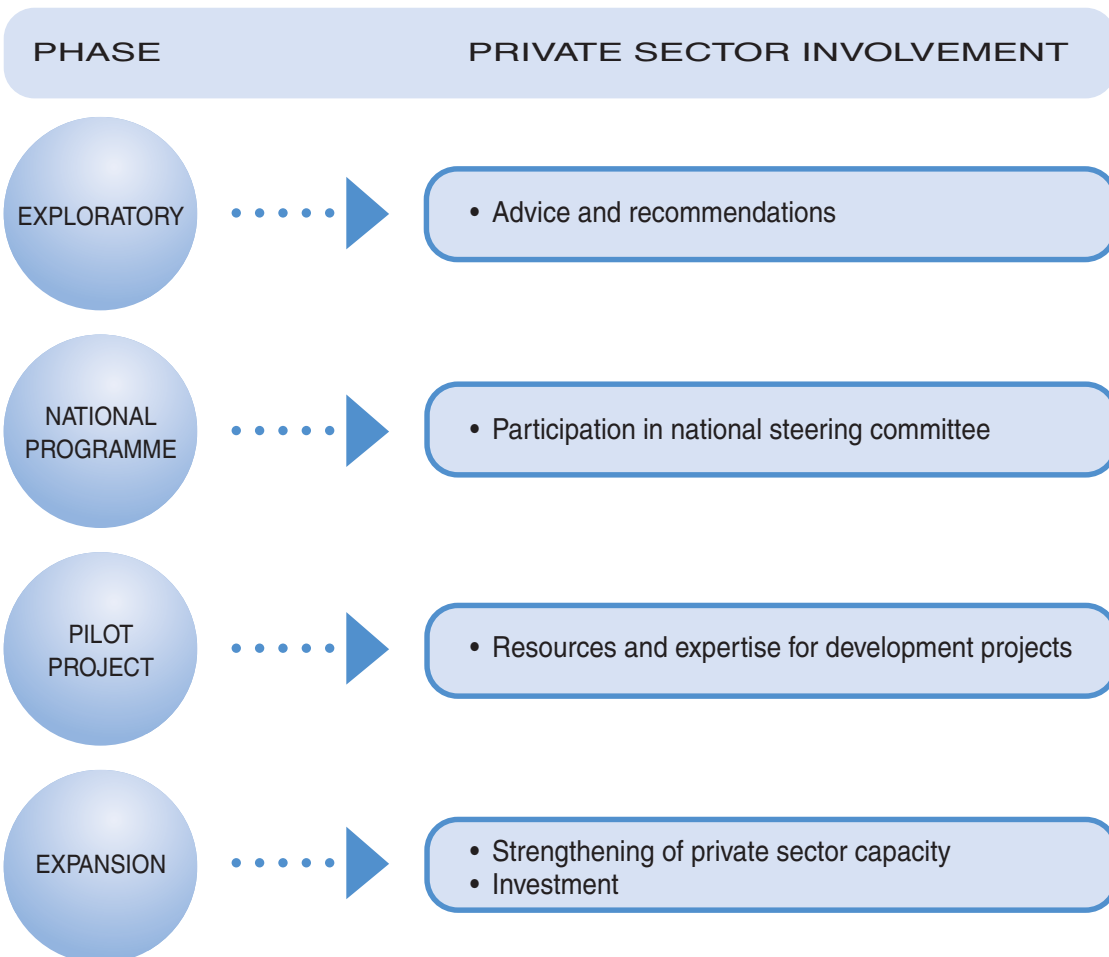 PHASE PRIVATE SECTOR INVOLVEMENT
EXPLORATORY
• Advice and recommendations
NATIONAL
PROGRAMME
• Participation in national steering committee
PILOT
PROJECT
• Resources and expertise for development projects
EXPANSION
• Strengthening of private sector capacity
• Investment